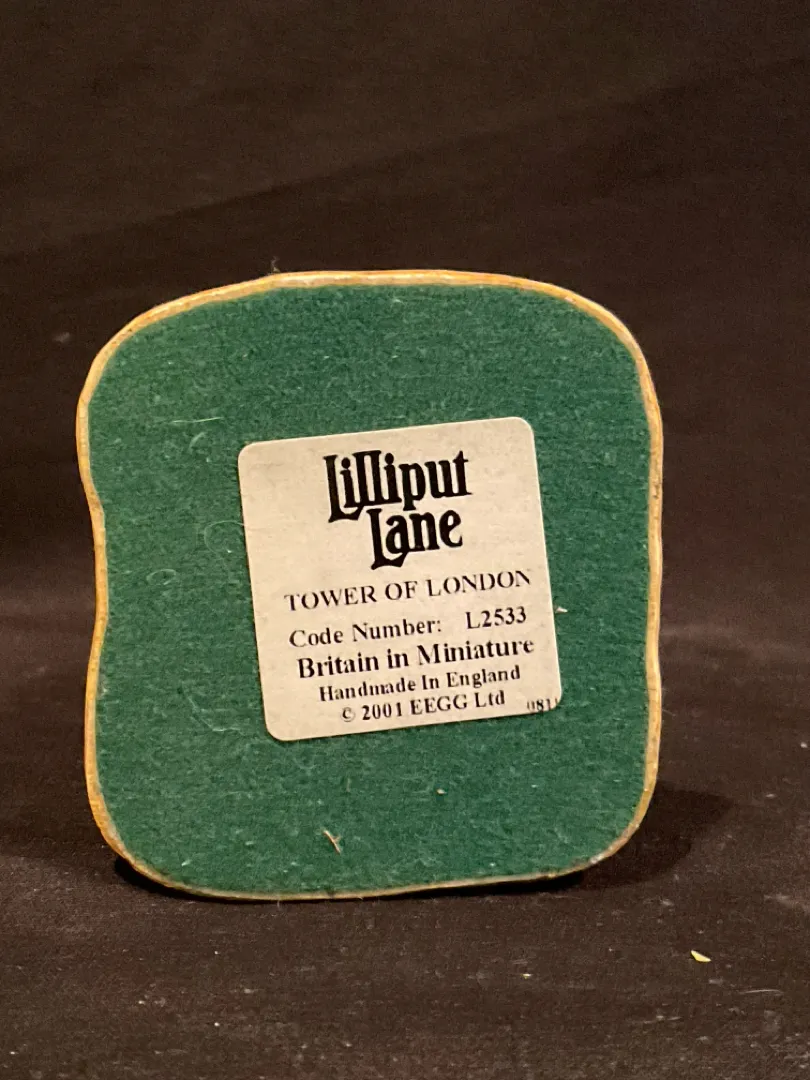 Lilliput
Lane
TOWER OF LONDON
Code Number: L2533
Britain in Miniature
Handmade In England
© 2001 EEGG Ltd